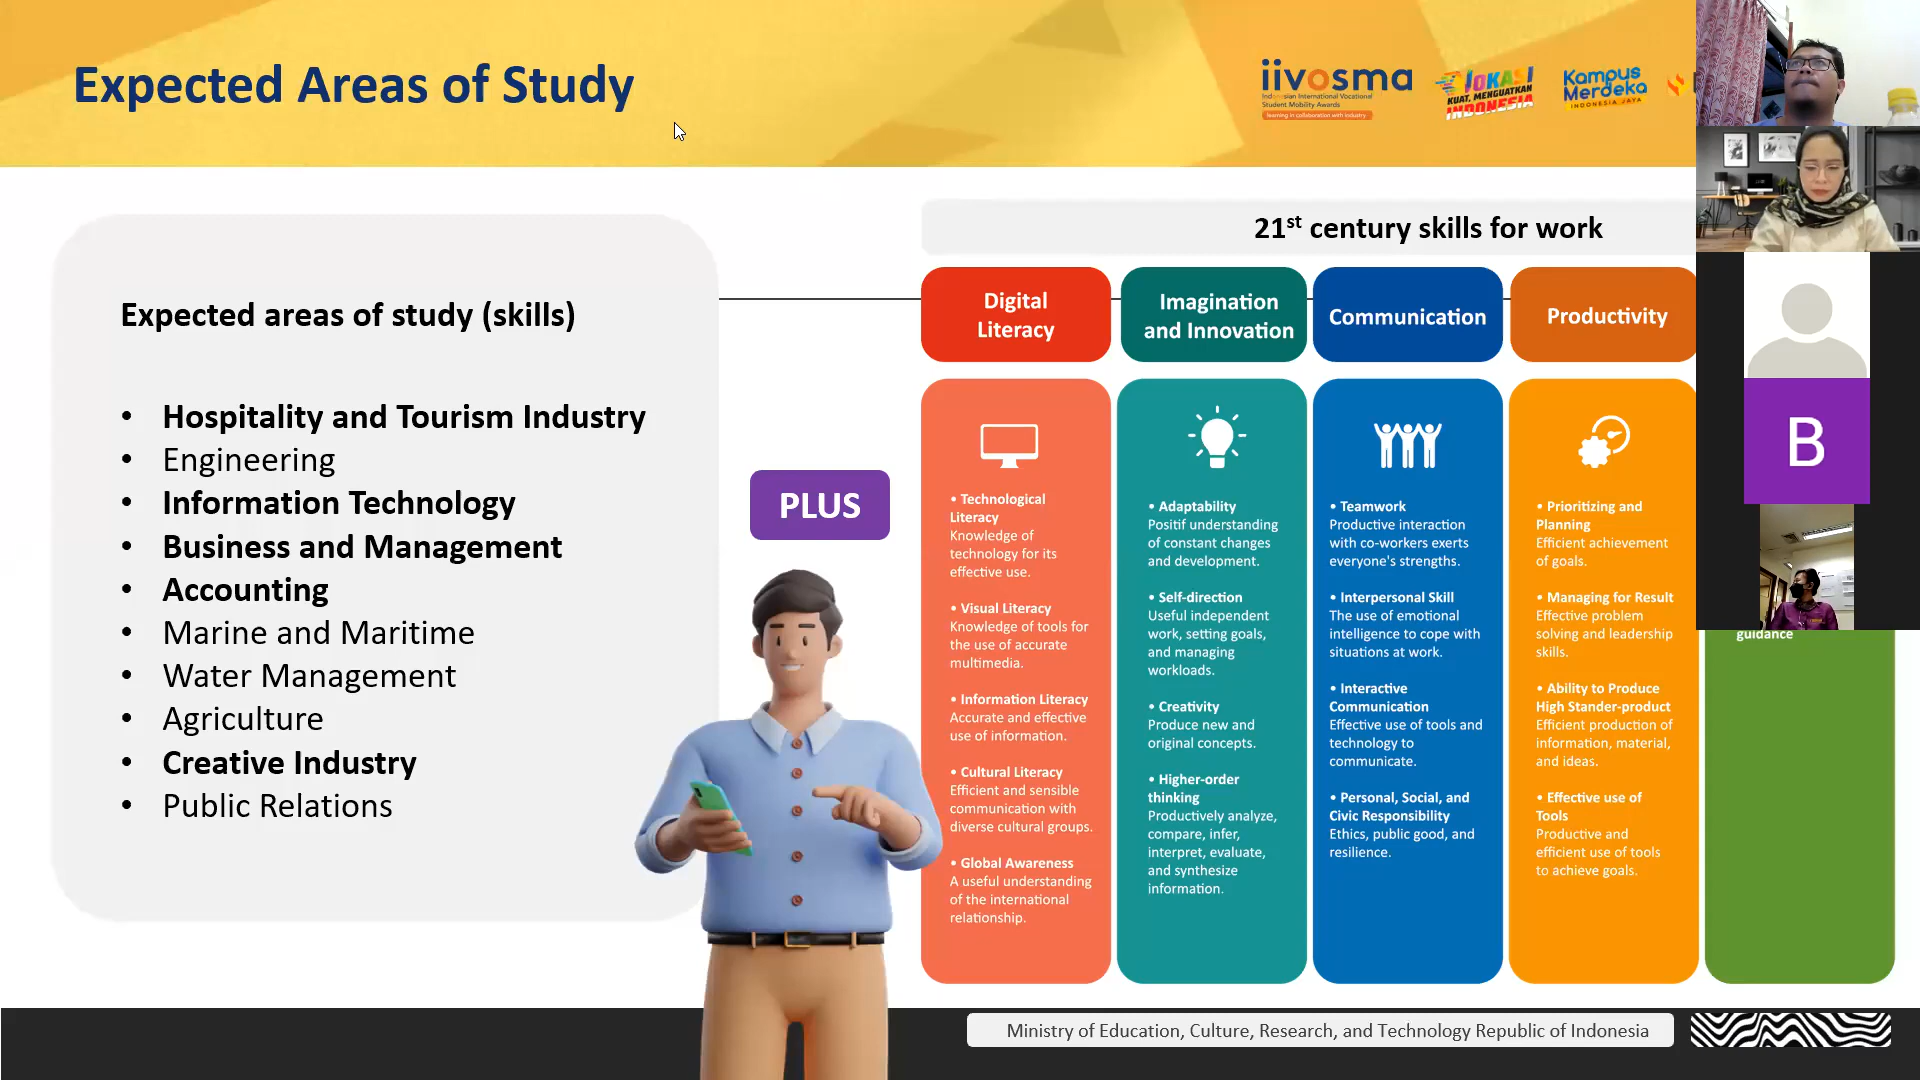 Expected Areas of Study
iivosma
Indonesian International Vocational
Student Mobility Awards
learning in collaboration with industry
VOKASI
KUAT, MENGUATKAN
INDONESIA
Kampus
Merdeka
INDONESIA JAYA
Expected areas of study (skills)
• Hospitality and Tourism Industry
• Engineering
• Information Technology
• Business and Management
• Accounting
• Marine and Maritime
• Water Management
• Agriculture
• Creative Industry
• Public Relations
PLUS
21st century skills for work
Digital
Literacy
• Technological
Literacy
Knowledge of
technology for its
effective use.
• Visual Literacy
Knowledge of tools for
the use of accurate
multimedia.
• Information Literacy
Accurate and effective
use of information.
• Cultural Literacy
Efficient and sensible
communication with
diverse cultural groups.
• Global Awareness
A useful understanding
of the international
relationship.
Imagination
and Innovation
• Adaptability
Positif understanding
of constant changes
and development.
• Self-direction
Useful independent
work, setting goals,
and managing
workloads.
• Creativity
Produce new and
original concepts.
• Higher-order
thinking
Productively analyze,
compare, infer,
interpret, evaluate,
and synthesize
information.
Communication
• Teamwork
Productive interaction
with co-workers exerts
everyone's strengths.
• Interpersonal Skill
The use of emotional
intelligence to cope with
situations at work.
• Interactive
Communication
Effective use of tools and
technology to
communicate.
• Personal, Social, and
Civic Responsibility
Ethics, public good, and
resilience.
Productivity
• Prioritizing and
Planning
Efficient achievement
of goals.
• Managing for Result
Effective problem
solving and leadership
skills.
• Ability to Produce
High Stander-product
Efficient production of
information, material,
and ideas.
• Effective use of
Tools
Productive and
efficient use of tools
to achieve goals.
guidance
B
Ministry of Education, Culture, Research, and Technology Republic of Indonesia